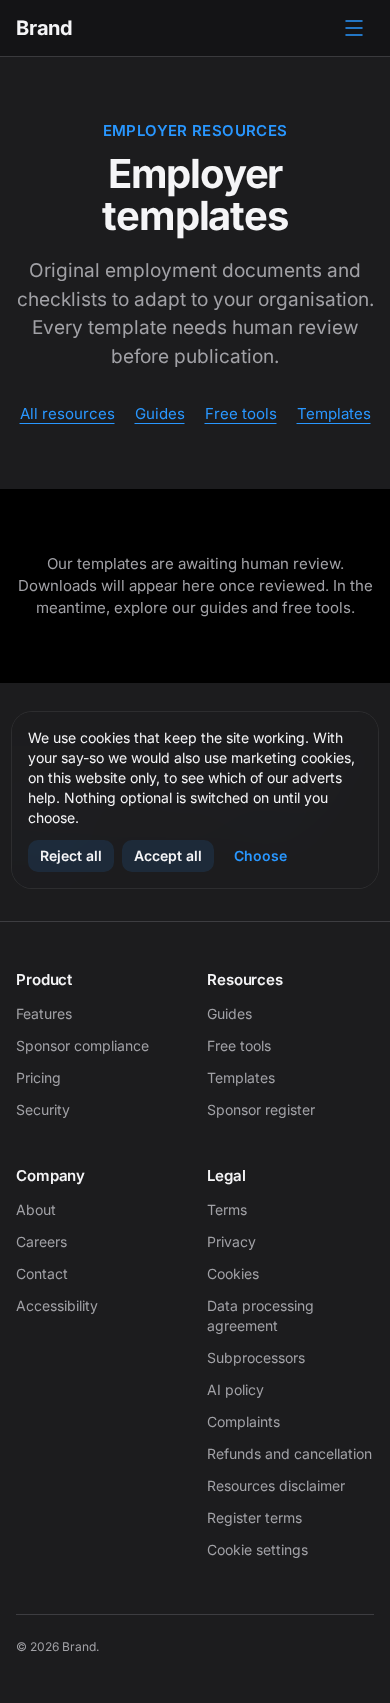 Brand
EMPLOYER RESOURCES
Employer
templates
Original employment documents and
checklists to adapt to your organisation.
Every template needs human review
before publication.
All resources Guides Free tools Templates
Our templates are awaiting human review.
Downloads will appear here once reviewed. In the
meantime, explore our guides and free tools.
We use cookies that keep the site working. With
your say-so we would also use marketing cookies,
on this website only, to see which of our adverts
help. Nothing optional is switched on until you
choose.
Reject all Accept all Choose
Product
Features
Sponsor compliance
Pricing
Security
Resources
Guides
Free tools
Templates
Sponsor register
Company
About
Careers
Contact
Accessibility
Legal
Terms
Privacy
Cookies
Data processing
agreement
Subprocessors
AI policy
Complaints
Refunds and cancellation
Resources disclaimer
Register terms
Cookie settings
© 2026 Brand.